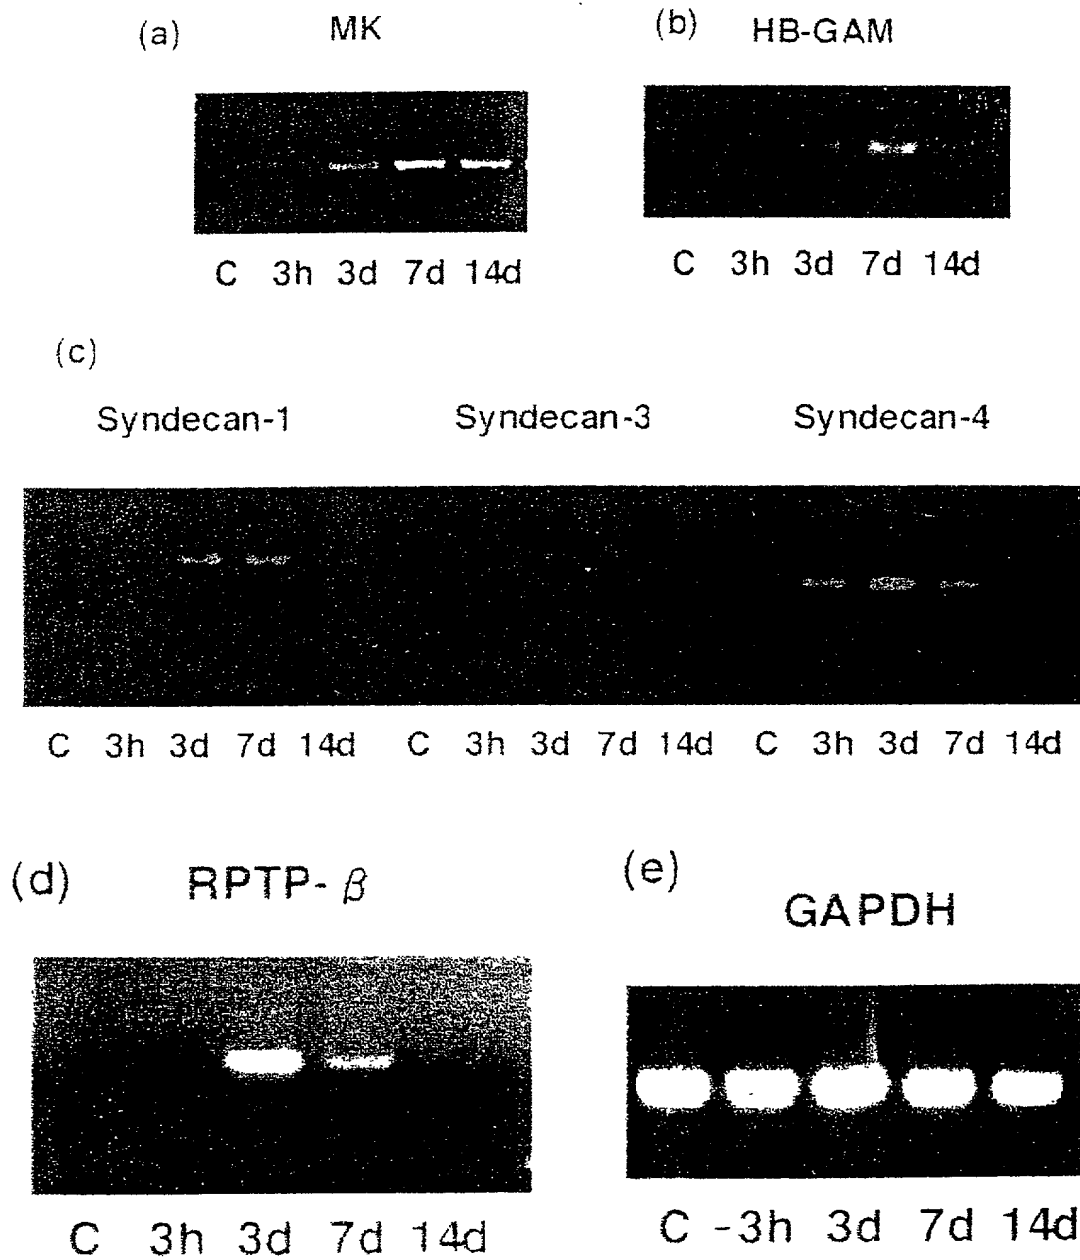 (a) MK
(b) HB-GAM
C 3h 3d 7d 14d
C 3h 3d 7d 14d
(c)
Syndecan-1 Syndecan-3 Syndecan-4
C 3h 3d 7d 14d C 3h 3d 7d 14d C 3h 3d 7d 14d
(d) RPTP-β
(e)
GAPDH
C 3h 3d 7d 14d
C -3h 3d 7d 14d